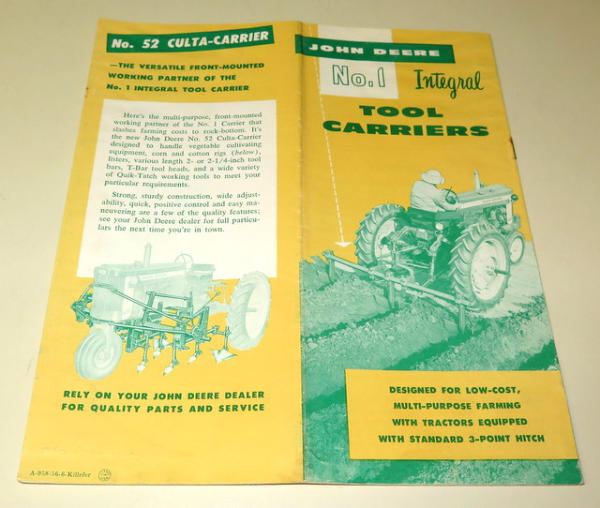 No. 52 CULTA-CARRIER
—THE VERSATILE FRONT-MOUNTED
WORKING PARTNER OF THE
No. 1 INTEGRAL TOOL CARRIER
Here's the multi-purpose, front-mounted
working partner of the No. 1 Carrier that
slashes farming costs to rock-bottom. It's
the new John Deere No. 52 Culta-Carrier
designed to handle vegetable cultivating
equipment, corn and cotton rigs (below),
listers, various length 2- or 2-1/4-inch tool
bars, T-Bar tool heads, and a wide variety
of Quik-Tatch working tools to meet your
particular requirements.
Strong, sturdy construction, wide adjust-
ability, quick, positive control and easy ma-
neuvering are a few of the quality features;
see your John Deere dealer for full particu-
lars the next time you're in town.
RELY ON YOUR JOHN DEERE DEALER
FOR QUALITY PARTS AND SERVICE
A-958-56-6-Killefer
JOHN DEERE
No. 1 Integral
TOOL
CARRIERS
DESIGNED FOR LOW-COST,
MULTI-PURPOSE FARMING
WITH TRACTORS EQUIPPED
WITH STANDARD 3-POINT HITCH